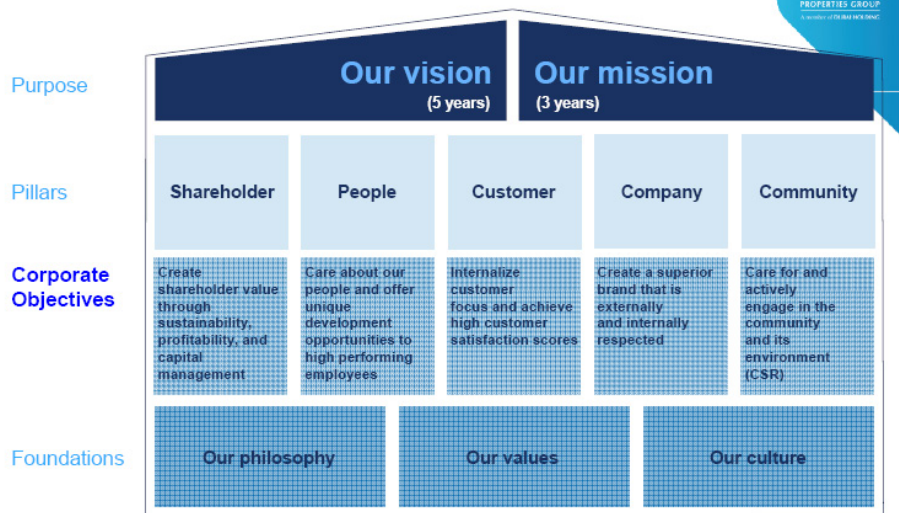 PROPERTIES GROUP
A member of DUBAI HOLDING
Purpose
Our vision
(5 years)
Our mission
(3 years)
Pillars
Shareholder
People
Customer
Company
Community
Corporate
Objectives
Create
shareholder value
through
sustainability,
profitability, and
capital
management
Care about our
people and offer
unique
development
opportunities to
high performing
employees
Internalize
customer
focus and achieve
high customer
satisfaction scores
Create a superior
brand that is
externally
and internally
respected
Care for and
actively
engage in the
community
and its
environment
(CSR)
Foundations
Our philosophy
Our values
Our culture